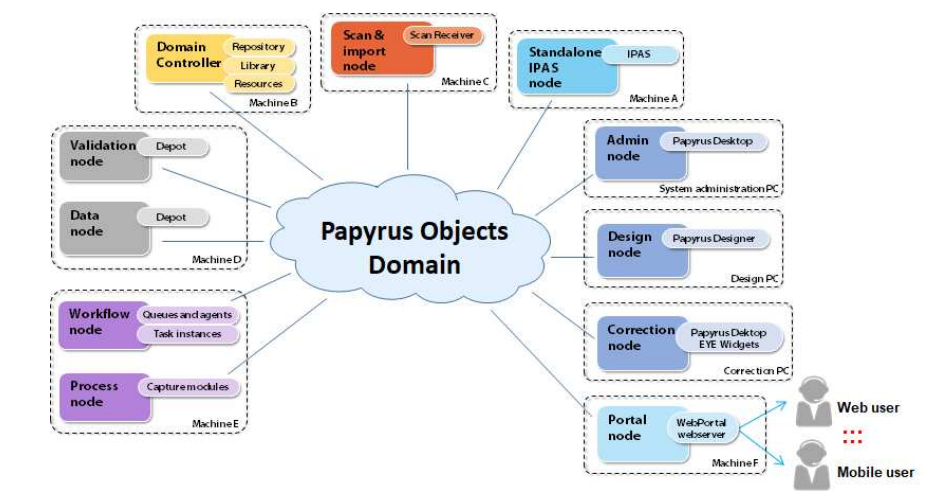 Domain
Controller
Repository
Library
Resources
Machine B
Scan &
import
node
Scan Receiver
Machine C
Standalone
IPAS
node
IPAS
Machine A
Validation
node
Depot
Data
node
Depot
Machine D
Admin
node
Papyrus Desktop
System administration PC
Papyrus Objects
Domain
Design
node
Papyrus Designer
Design PC
Workflow
node
Queues and agents
Task instances
Process
node
Capture modules
Machine E
Correction
node
Papyrus Dektop
EYE Widgets
Correction PC
Portal
node
WebPortal
webserver
Machine F
Web user
Mobile user